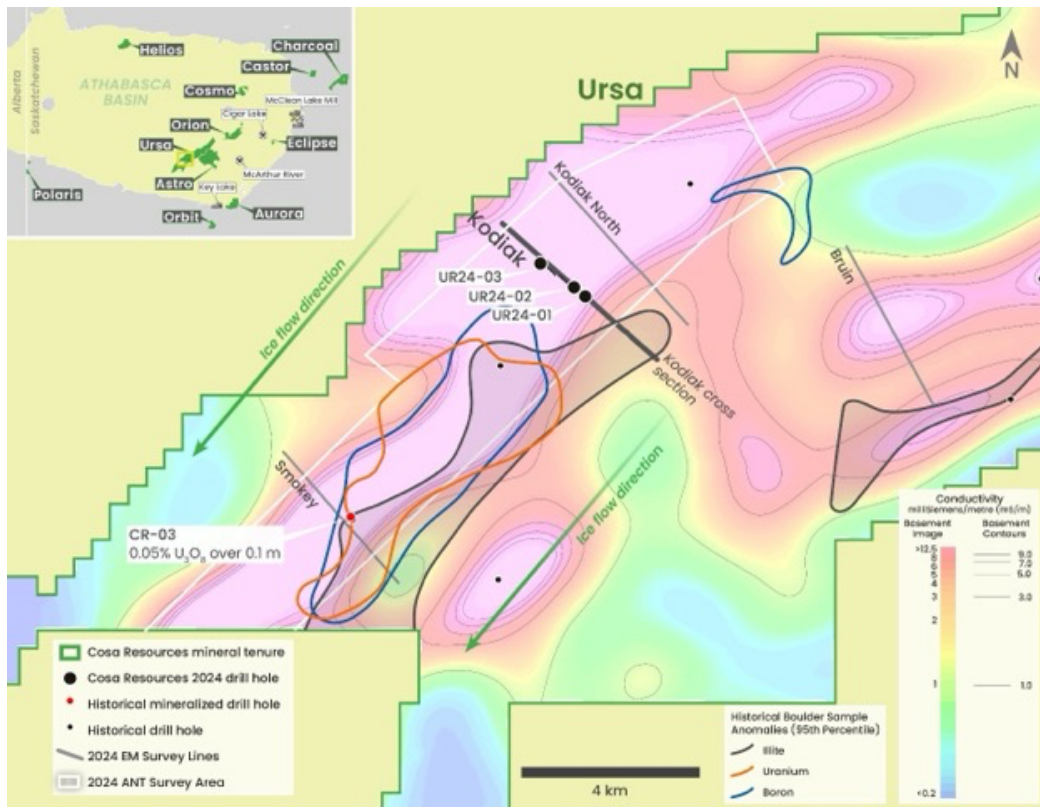 Alberta
Saskatchewan
Helios
Charcoal
Castor
ATHABASCA
BASIN
Cosmo
McClean Lake Mill
Cigar Lake
Orion
Ursa
Eclipse
McArthur River
Astro
Key Lake
Polaris
Orbit
Aurora
Ursa
N
Kodiak North
Kodiak
Ice flow direction
UR24-03
UR24-02
UR24-01
Bruin
Kodiak cross
section
Smokey
Ice flow direction
CR-03
0.05% U₃O₈ over 0.1 m
Conductivity
milliSiemens/metre (mS/m)
Basement
Image
Basement
Contours
>12.5
8
6
5
4
3
2
1
<0.2
9.0
7.0
5.0
3.0
1.0
Cosa Resources mineral tenure
Cosa Resources 2024 drill hole
Historical mineralized drill hole
Historical drill hole
2024 EM Survey Lines
2024 ANT Survey Area
4 km
Historical Boulder Sample
Anomalies (95th Percentile)
Illite
Uranium
Boron